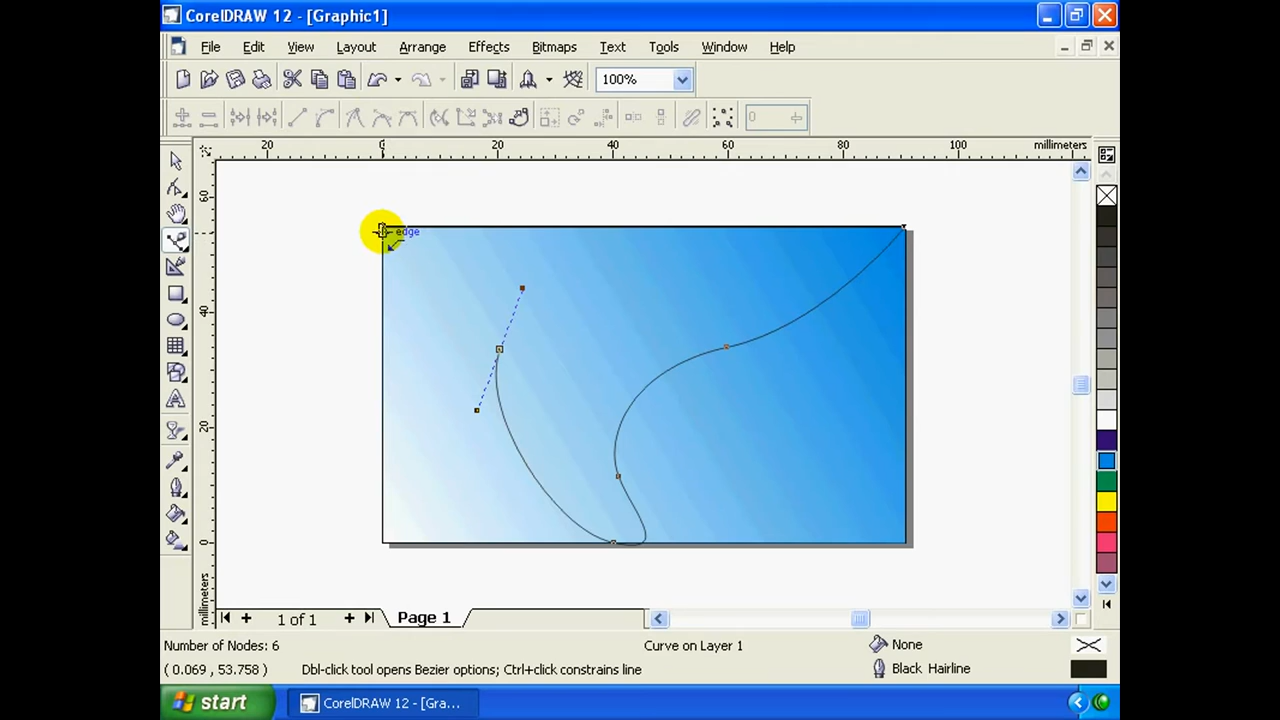 CorelDRAW 12 - [Graphic1]
File Edit View Layout Arrange Effects Bitmaps Text Tools Window Help
100%
0
20 0 20 40 60 80 100 millimeters
60
edge
40
20
0
millimeters
1 of 1 Page 1
Number of Nodes: 6 Curve on Layer 1 None
( 0.069 , 53.758 ) Dbl-click tool opens Bezier options; Ctrl+click constrains line Black Hairline
start CorelDRAW 12 - [Gra...